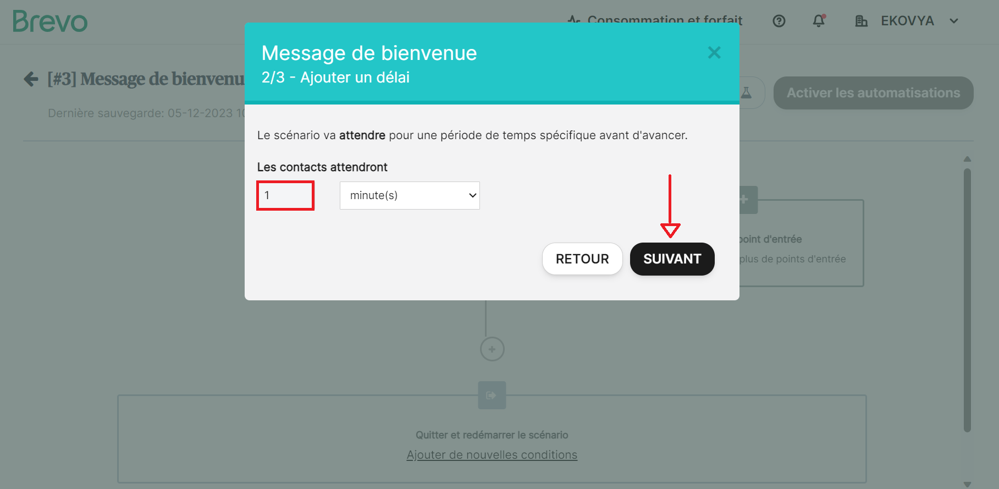 Brevo
Consommation et forfait
EKOVYA
Message de bienvenue
2/3 - Ajouter un délai
[#3] Message de bienvenu
Activer les automatisations
Dernière sauvegarde: 05-12-2023 10
Le scénario va attendre pour une période de temps spécifique avant d'avancer.
Les contacts attendront
1
minute(s)
RETOUR
SUIVANT
point d'entrée
plus de points d'entrée
Quitter et redémarrer le scénario
Ajouter de nouvelles conditions